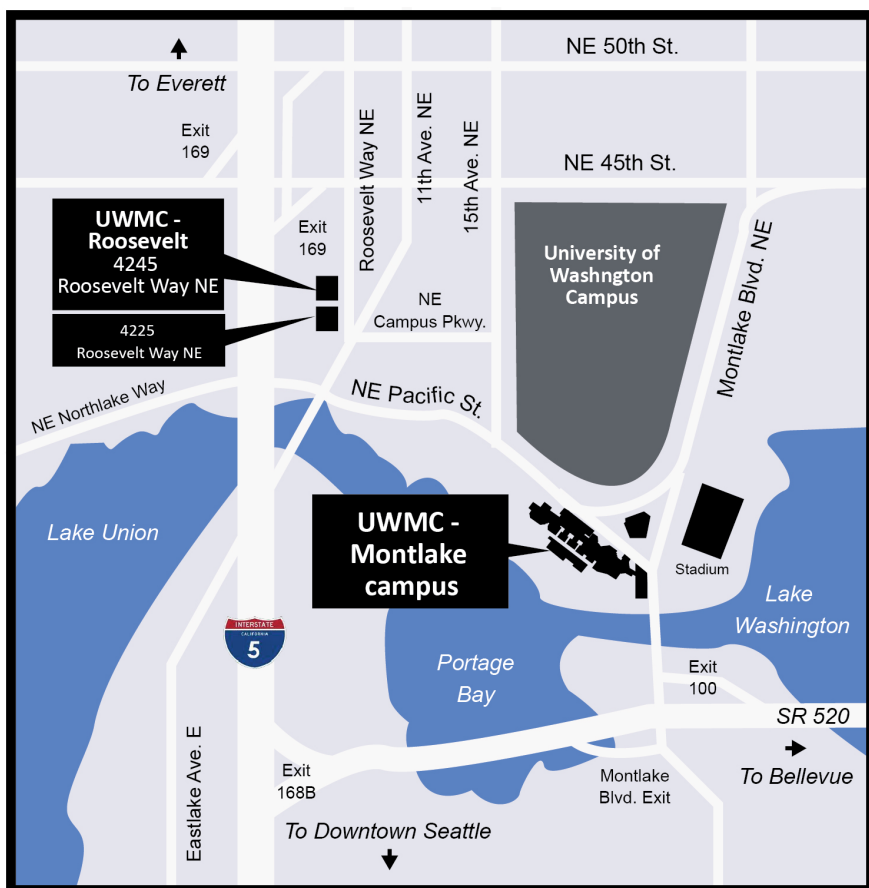 NE 50th St.
To Everett
Exit
169
Roosevelt Way NE
11th Ave. NE
15th Ave. NE
NE 45th St.
UWMC -
Roosevelt
4245
Roosevelt Way NE
Exit
169
University of
Washngton
Campus
Montlake Blvd. NE
4225
Roosevelt Way NE
NE
Campus Pkwy.
NE Northlake Way
NE Pacific St.
Lake Union
UWMC -
Montlake
campus
Stadium
Lake
Washington
INTERSTATE
CALIFORNIA
5
Portage
Bay
Exit
100
SR 520
To Bellevue
Eastlake Ave. E
Exit
168B
Montlake
Blvd. Exit
To Downtown Seattle